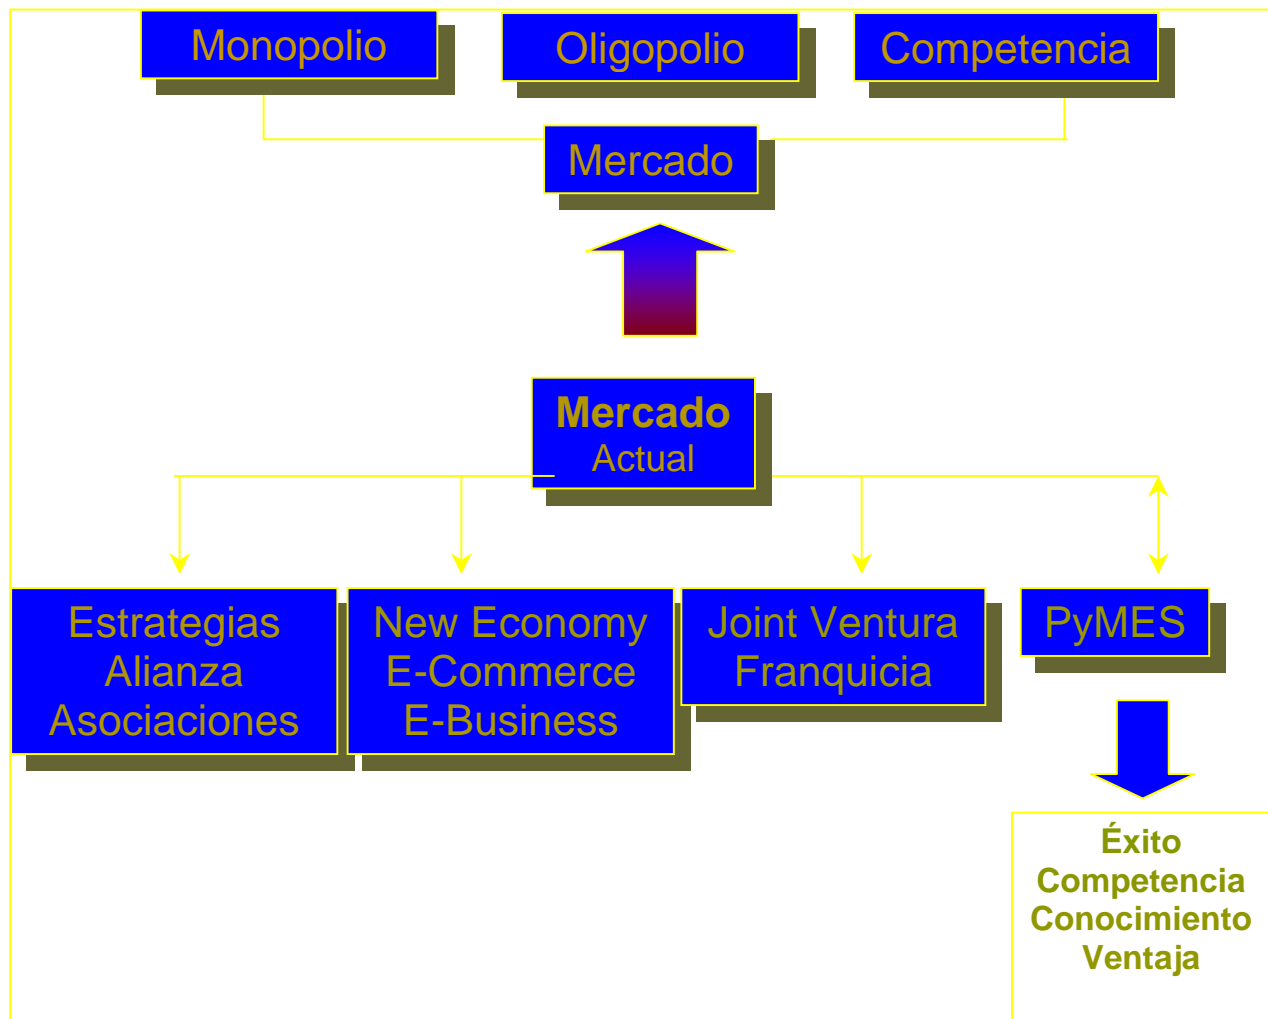 Monopolio
Oligopolio
Competencia
Mercado
Mercado
Actual
Estrategias
Alianza
Asociaciones
New Economy
E-Commerce
E-Business
Joint Ventura
Franquicia
PyMES
Éxito
Competencia
Conocimiento
Ventaja